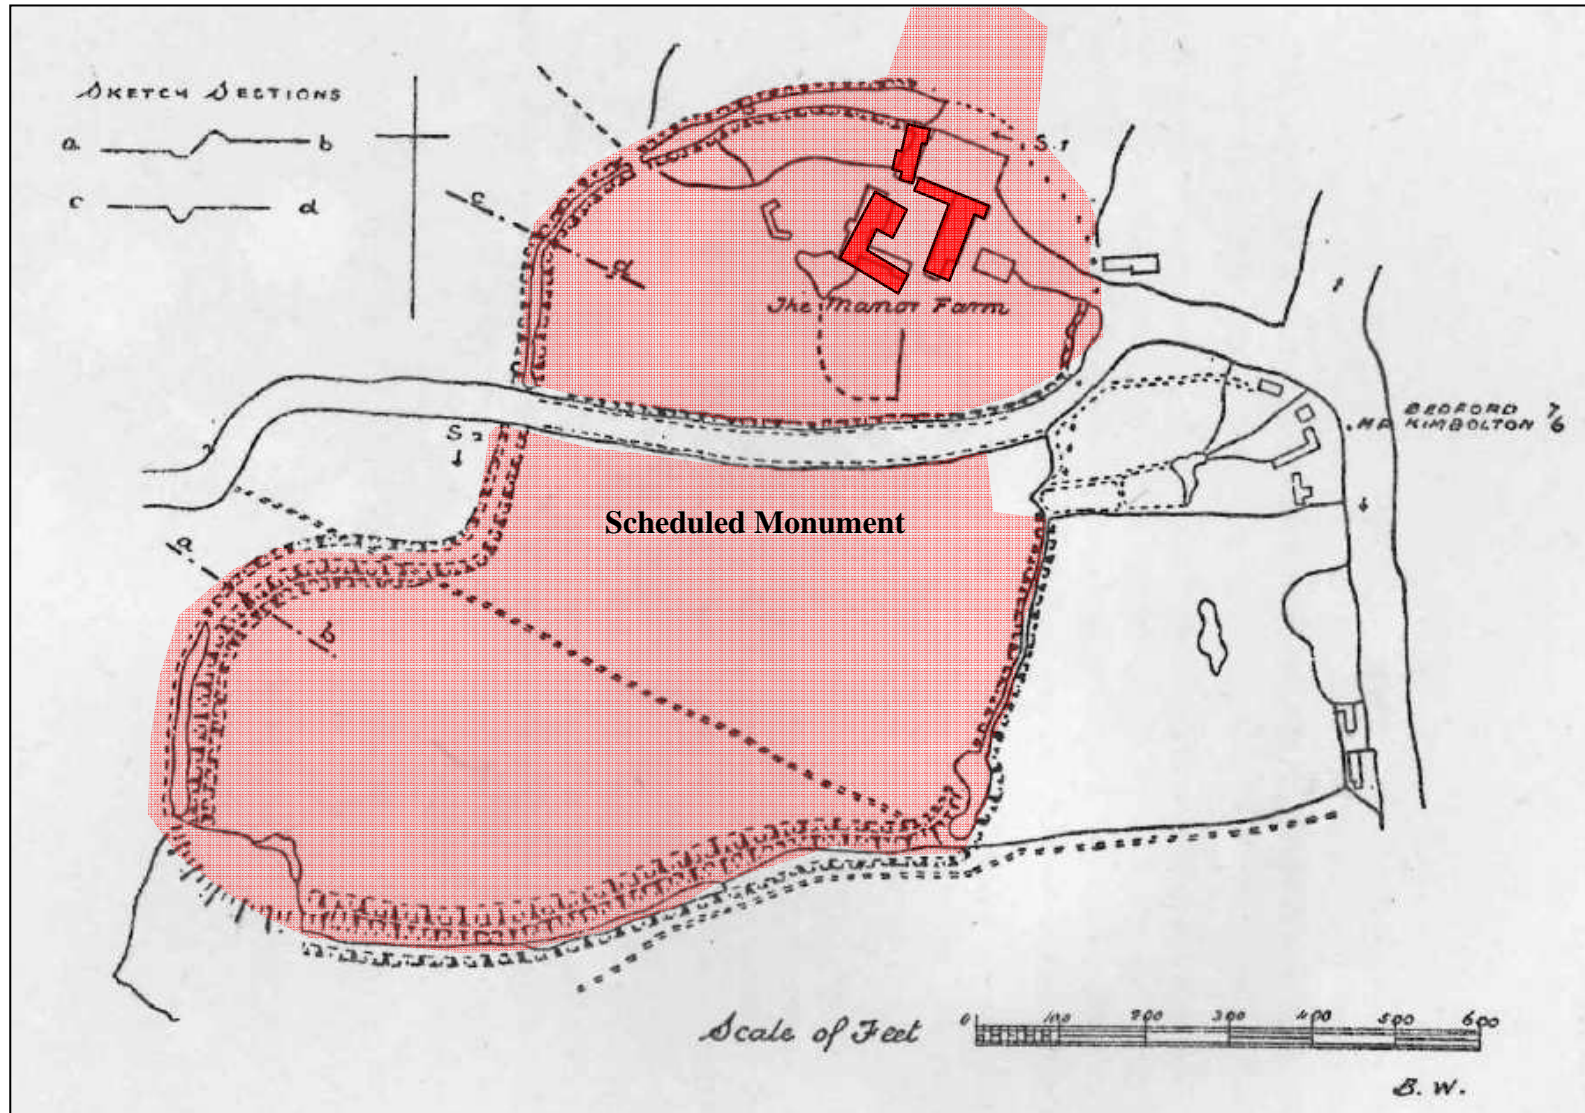 SKETCH SECTIONS
a b
c d
S.1
c
d
The Manor Farm
BEDFORD 7
M.P. KIMBOLTON 6
S 2
Scheduled Monument
a
b
Scale of Feet 0 100 200 300 400 500 600
B.W.